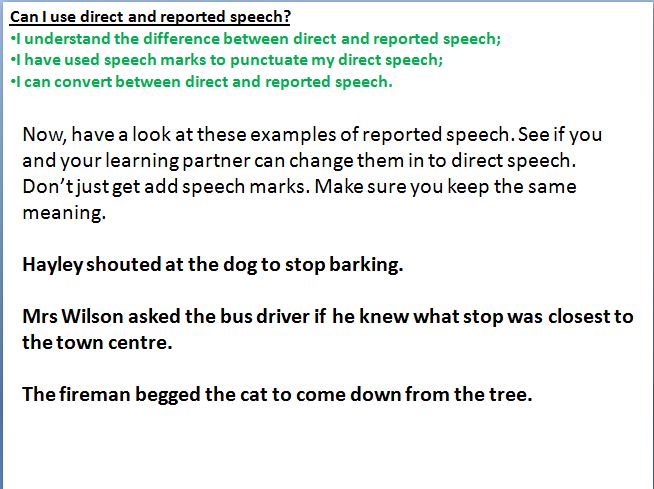 Can I use direct and reported speech?
•I understand the difference between direct and reported speech;
•I have used speech marks to punctuate my direct speech;
•I can convert between direct and reported speech.
Now, have a look at these examples of reported speech. See if you
and your learning partner can change them in to direct speech.
Don’t just get add speech marks. Make sure you keep the same
meaning.
Hayley shouted at the dog to stop barking.
Mrs Wilson asked the bus driver if he knew what stop was closest to
the town centre.
The fireman begged the cat to come down from the tree.